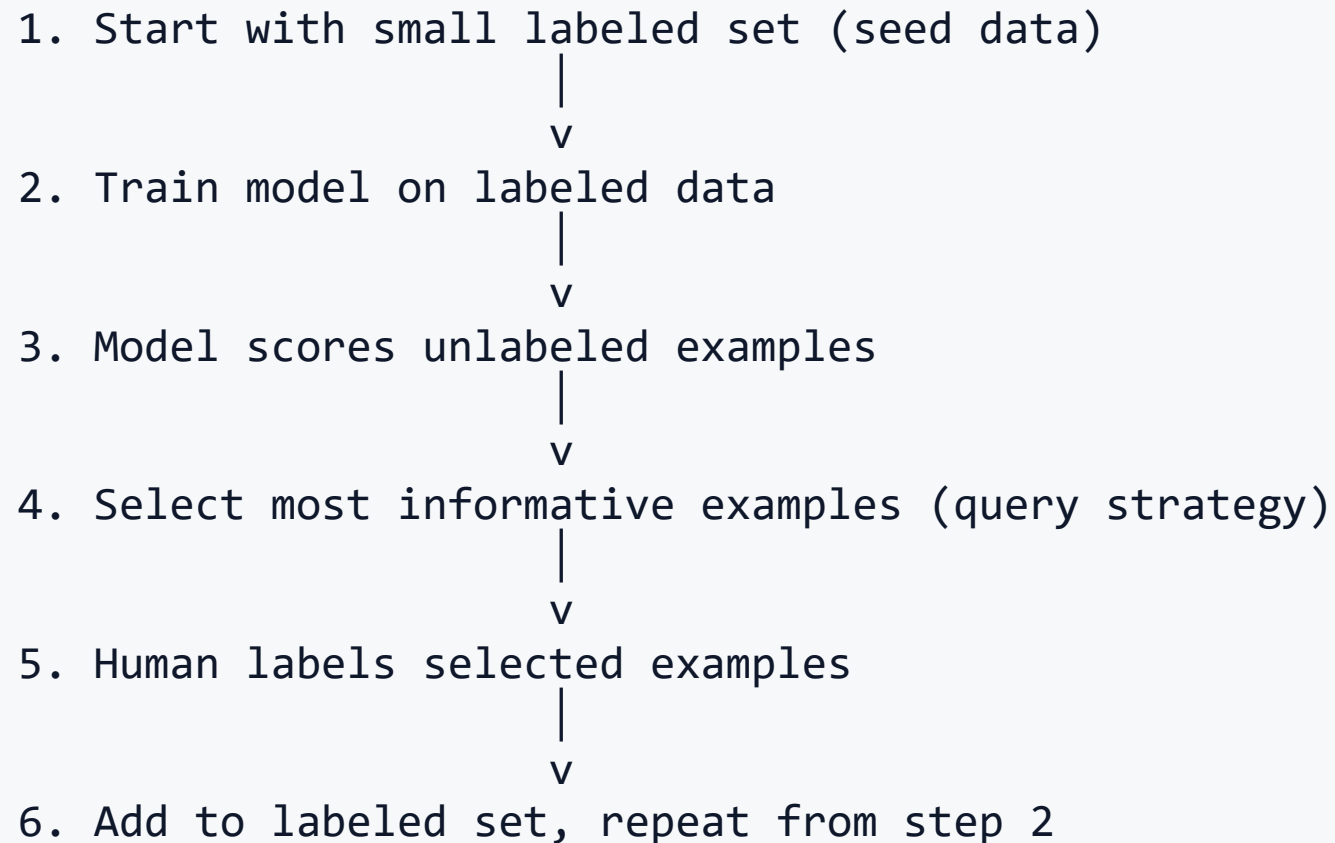 1. Start with small labeled set (seed data)
|
v
2. Train model on labeled data
|
v
3. Model scores unlabeled examples
|
v
4. Select most informative examples (query strategy)
|
v
5. Human labels selected examples
|
v
6. Add to labeled set, repeat from step 2